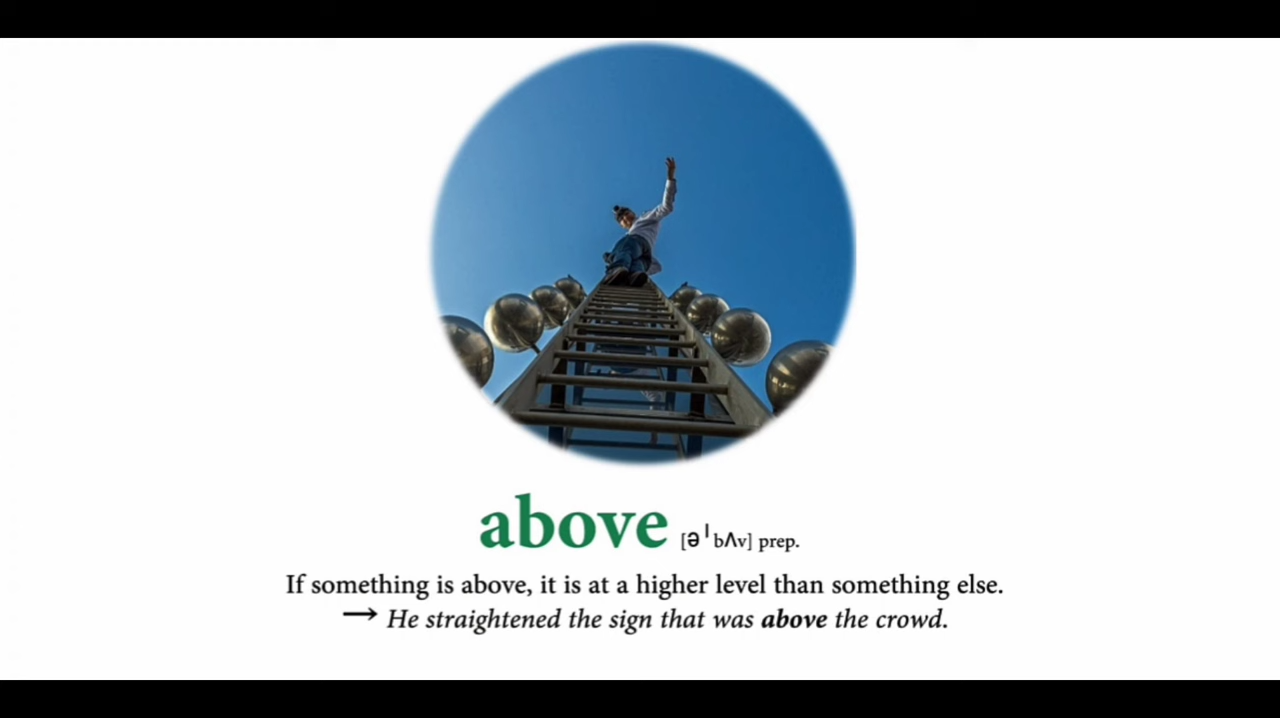 above [əˈbʌv] prep.
If something is above, it is at a higher level than something else.
→ He straightened the sign that was above the crowd.